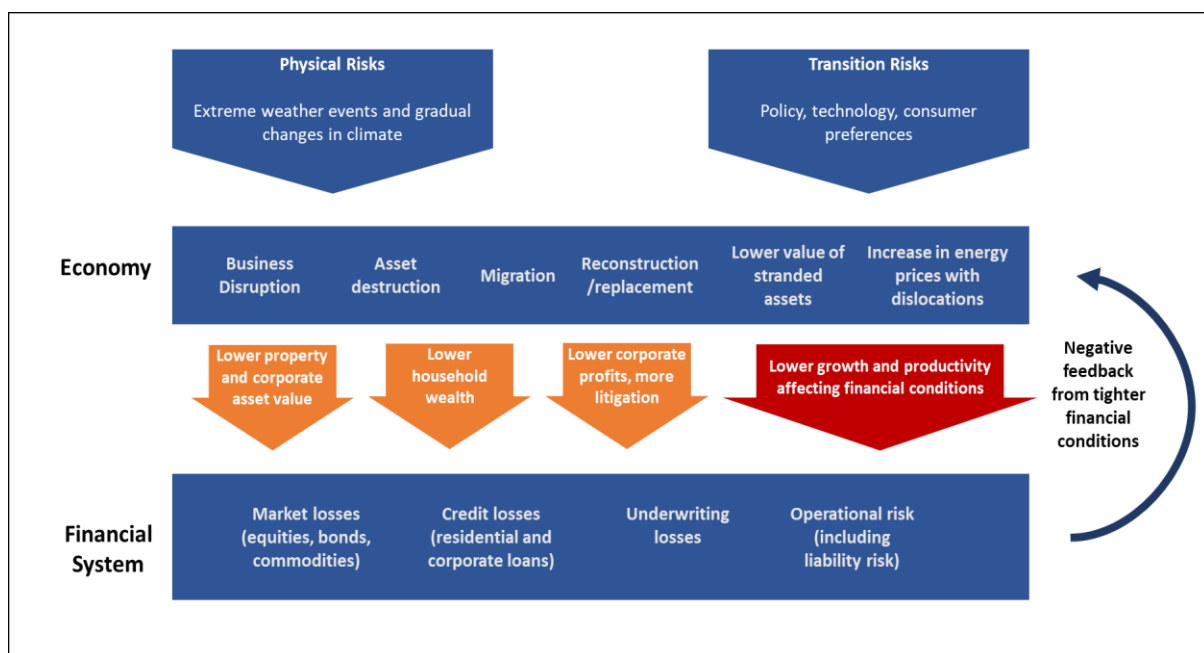 Physical Risks
Extreme weather events and gradual
changes in climate
Transition Risks
Policy, technology, consumer
preferences
Economy
Business
Disruption
Asset
destruction
Migration
Reconstruction
/replacement
Lower value of
stranded
assets
Increase in energy
prices with
dislocations
Lower property
and corporate
asset value
Lower
household
wealth
Lower corporate
profits, more
litigation
Lower growth and productivity
affecting financial conditions
Negative
feedback
from tighter
financial
conditions
Financial
System
Market losses
(equities, bonds,
commodities)
Credit losses
(residential and
corporate loans)
Underwriting
losses
Operational risk
(including
liability risk)